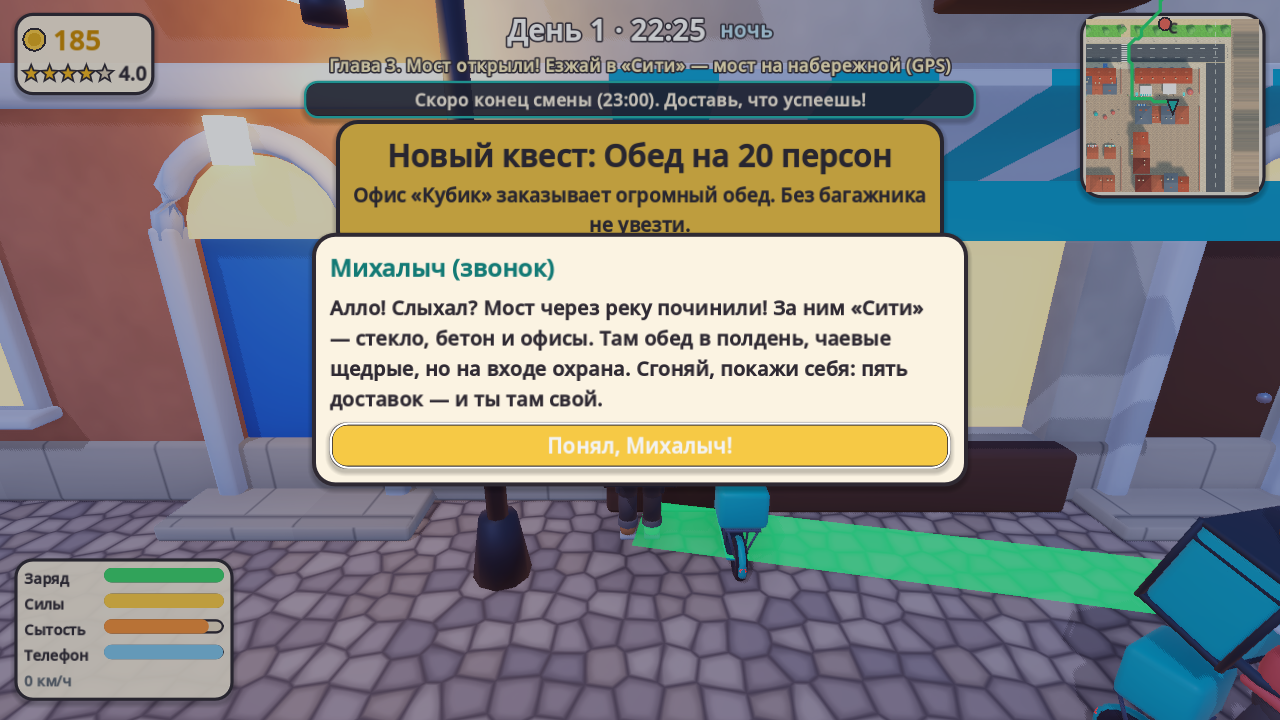 185
4.0
День 1 · 22:25 ночь
Глава 3. Мост открыли! Езжай в «Сити» — мост на набережной (GPS)
Скоро конец смены (23:00). Доставь, что успеешь!
Новый квест: Обед на 20 персон
Офис «Кубик» заказывает огромный обед. Без багажника
не увезти.
Михалыч (звонок)
Алло! Слыхал? Мост через реку починили! За ним «Сити»
— стекло, бетон и офисы. Там обед в полдень, чаевые
щедрые, но на входе охрана. Сгоняй, покажи себя: пять
доставок — и ты там свой.
Понял, Михалыч!
Заряд
Силы
Сытость
Телефон
0 км/ч